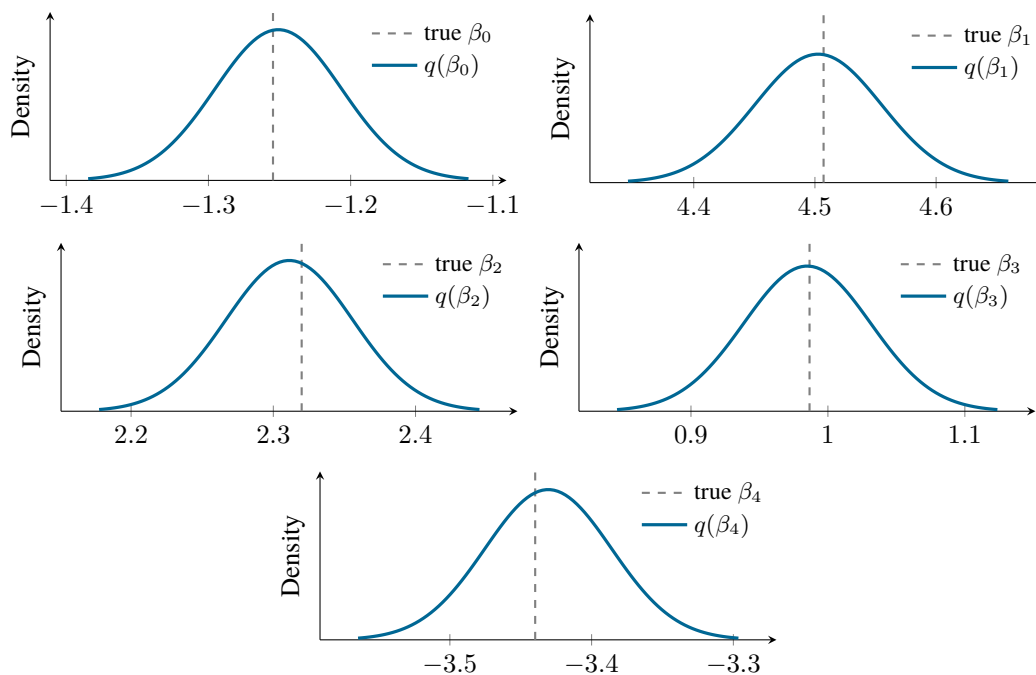 Density
true β₀
q(β₀)
−1.4
−1.3
−1.2
−1.1
Density
true β₁
q(β₁)
4.4
4.5
4.6
Density
true β₂
q(β₂)
2.2
2.3
2.4
Density
true β₃
q(β₃)
0.9
1
1.1
Density
true β₄
q(β₄)
−3.5
−3.4
−3.3